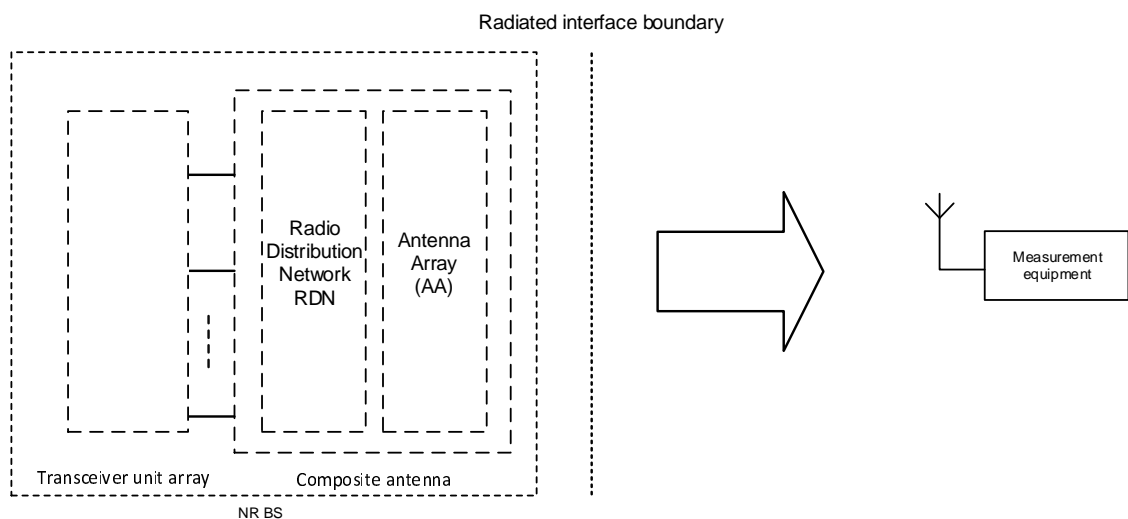 Radiated interface boundary
Radio
Distribution
Network
RDN
Antenna
Array
(AA)
Measurement
equipment
Transceiver unit array
Composite antenna
NR BS